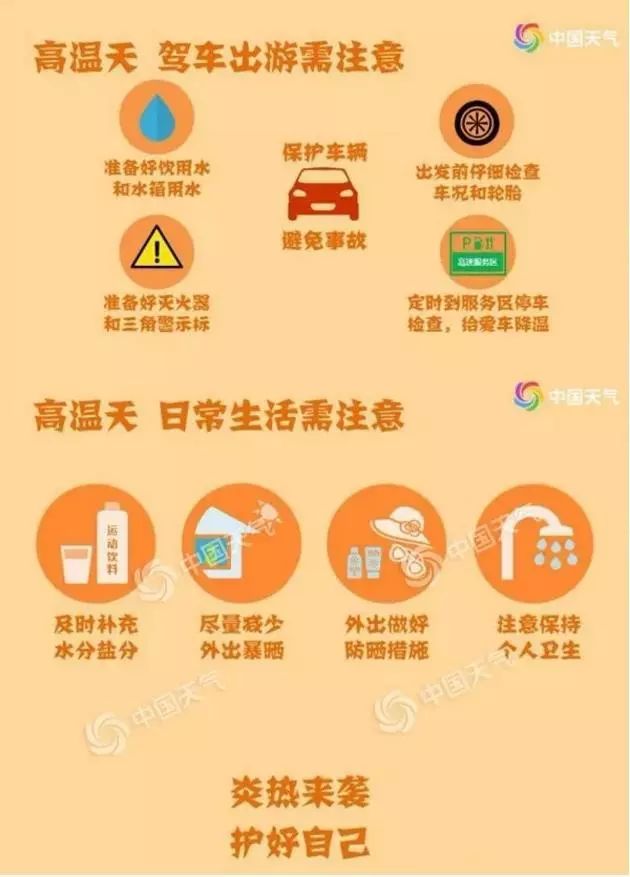 中国天气
高温天 驾车出游需注意
准备好饮用水
和水箱用水
保护车辆
避免事故
出发前仔细检查
车况和轮胎
准备好灭火器
和三角警示标
P
高速服务区
定时到服务区停车
检查,给爱车降温
中国天气
高温天 日常生活需注意
运动饮料
中国天气
中国天气
及时补充
水分盐分
尽量减少
外出暴晒
外出做好
防晒措施
注意保持
个人卫生
中国天气
中国天气
炎热来袭
护好自己